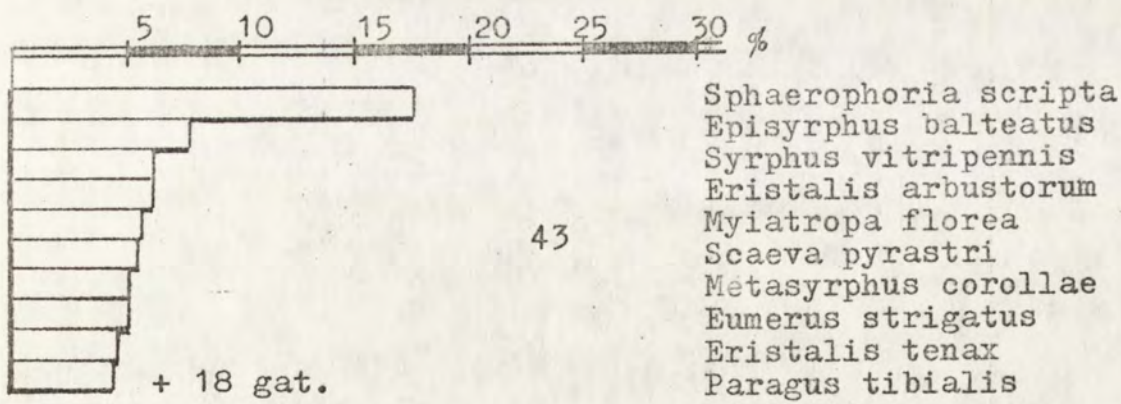 5 10 15 20 25 30 %
Sphaerophoria scripta
Episyrphus balteatus
Syrphus vitripennis
Eristalis arbustorum
Myiatropa florea
43
Scaeva pyrastri
Metasyrphus corollae
Eumerus strigatus
Eristalis tenax
+ 18 gat.
Paragus tibialis